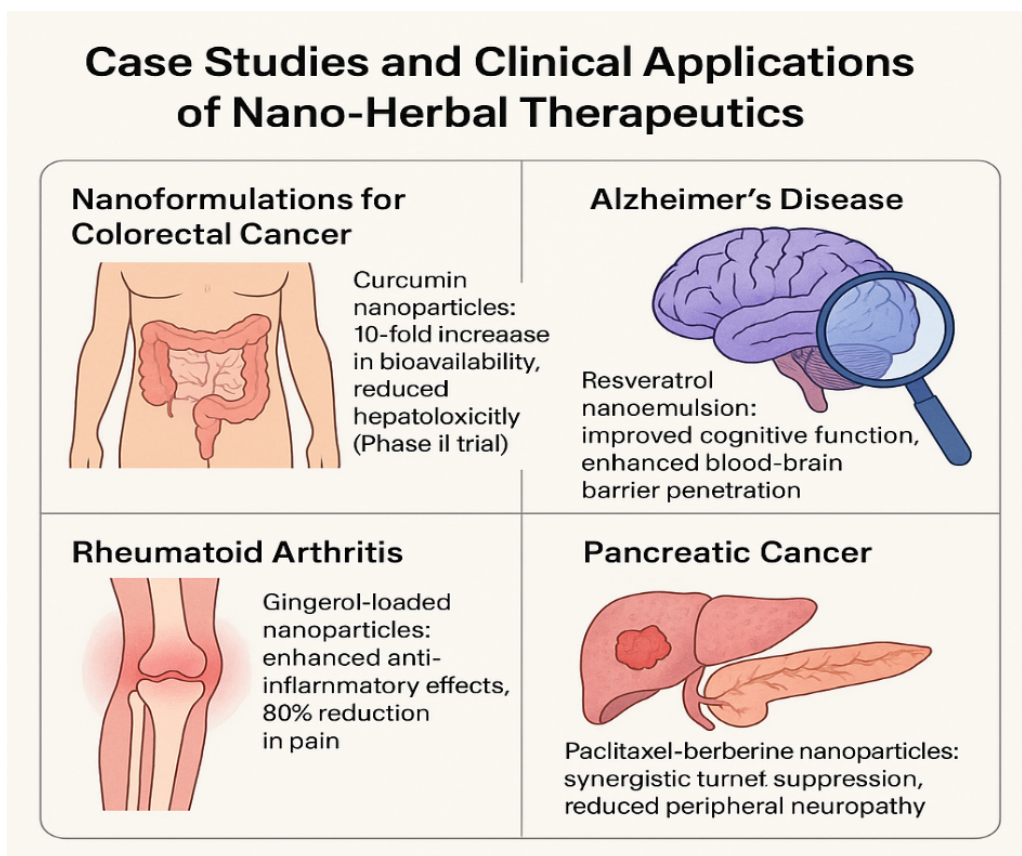 Case Studies and Clinical Applications
of Nano-Herbal Therapeutics
Nanoformulations for
Colorectal Cancer
Curcumin
nanoparticles:
10-fold increaase
in bioavailability,
reduced
hepatoloxicitly
(Phase il trial)
Alzheimer's Disease
Resveratrol
nanoemulsion:
improved cognitive function,
enhanced blood-brain
barrier penetration
Rheumatoid Arthritis
Gingerol-loaded
nanoparticles:
enhanced anti-
inflarnmatory effects,
80% reduction
in pain
Pancreatic Cancer
Paclitaxel-berberine nanoparticles:
synergistic turnef. suppression,
reduced peripheral neuropathy